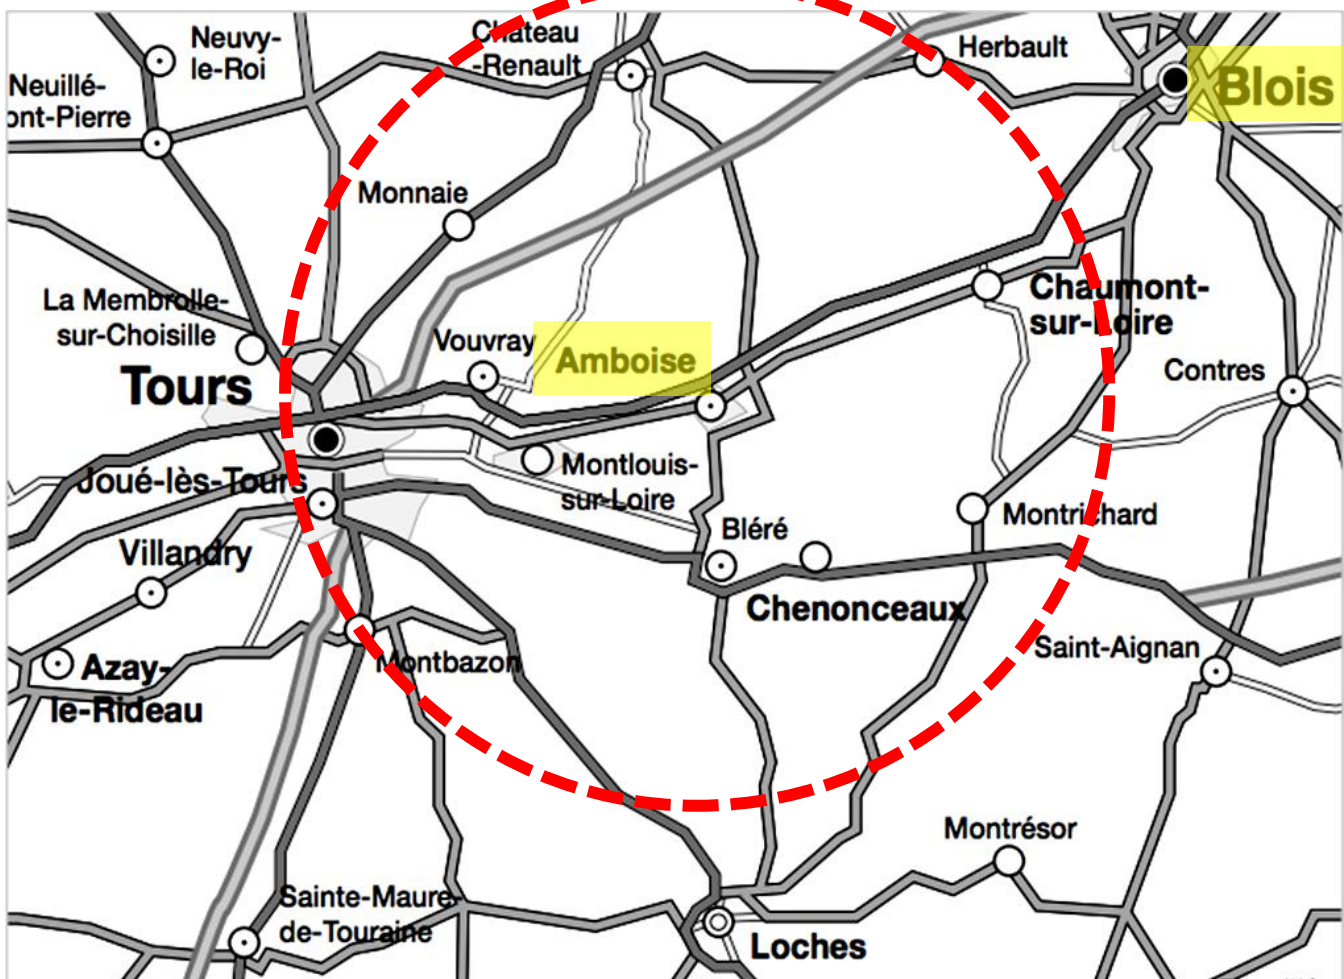 Neuvy-
le-Roi
Château
-Renault
Herbault
Blois
Neuillé-
ont-Pierre
Monnaie
La Membrolle-
sur-Choisille
Tours
Vouvray
Amboise
Chaumont-
sur-Loire
Contres
Joué-lès-Tours
Montlouis-
sur-Loire
Montrichard
Villandry
Bléré
Chenonceaux
Azay-
le-Rideau
Montbazon
Saint-Aignan
Montrésor
Sainte-Maure-
de-Touraine
Loches